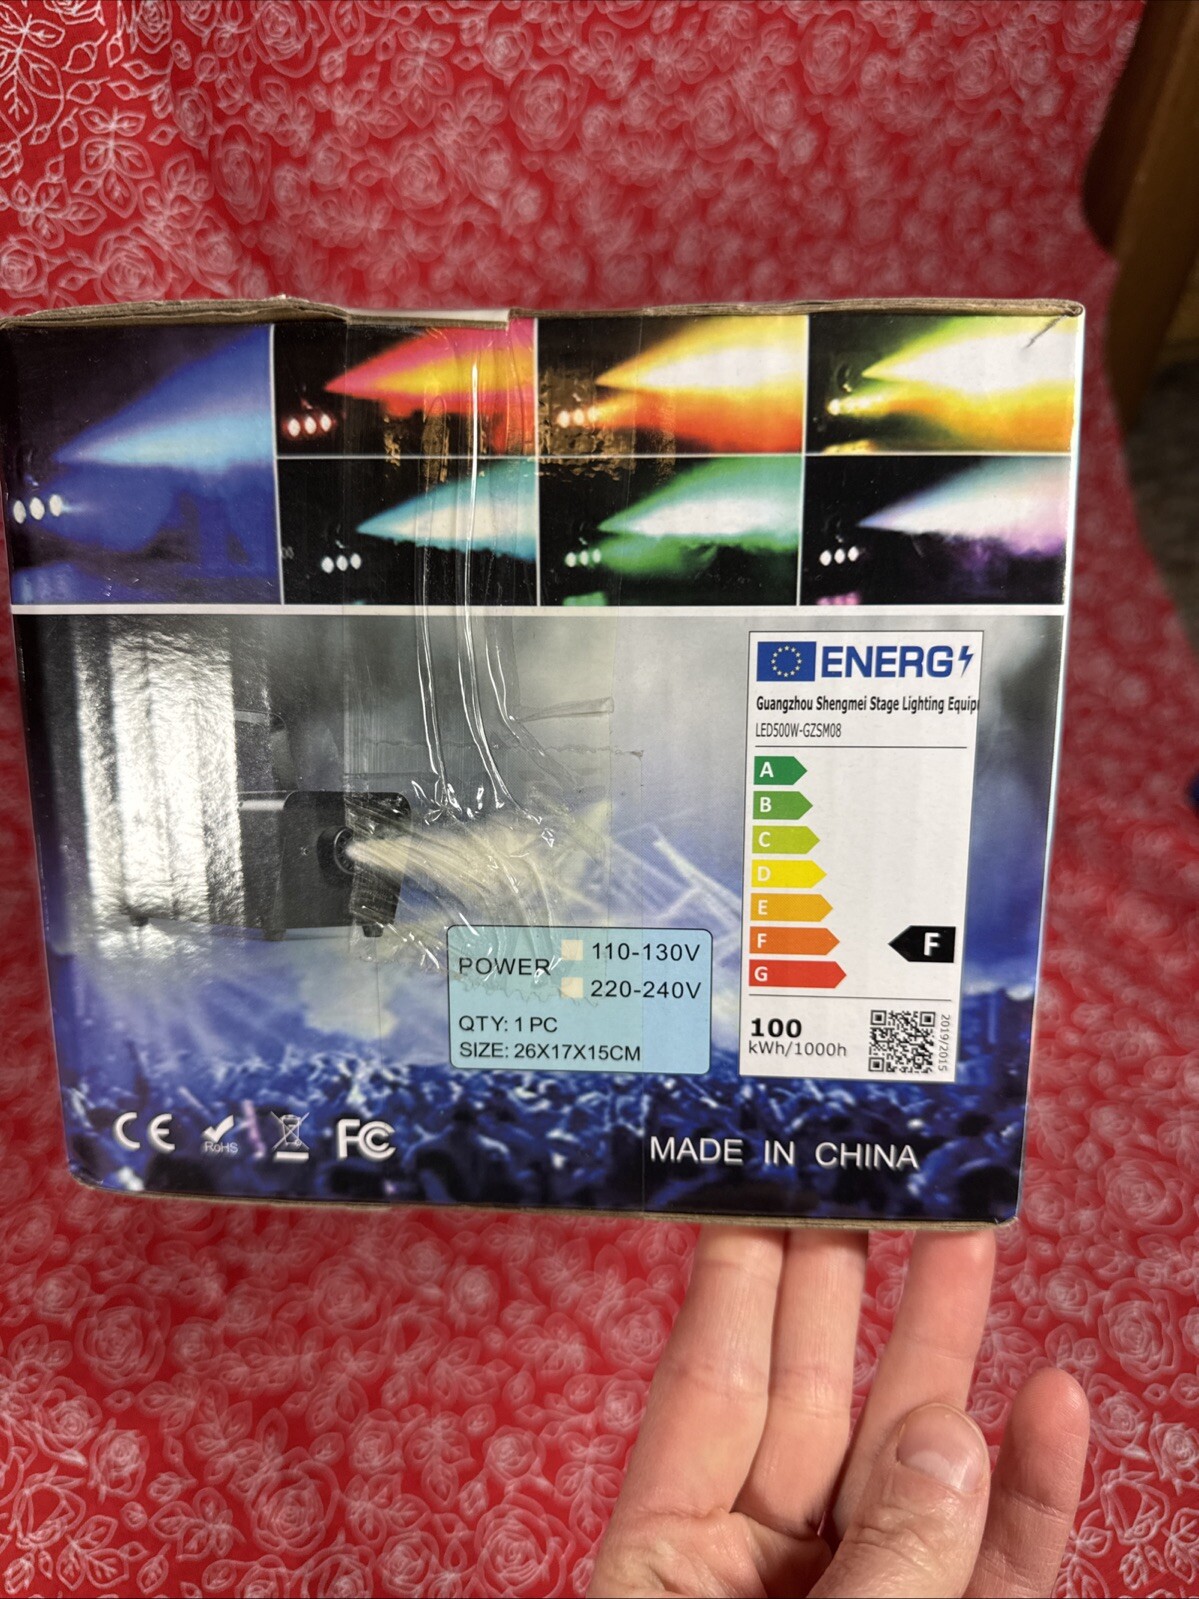 ENERG
Guangzhou Shengmei Stage Lighting Equip
LED500W-GZSM08
A
B
C
D
E
F
F
G
100
kWh/1000h
2019/2015
POWER
110-130V
220-240V
QTY: 1 PC
SIZE: 26X17X15CM
CE
RoHS
FC
MADE IN CHINA